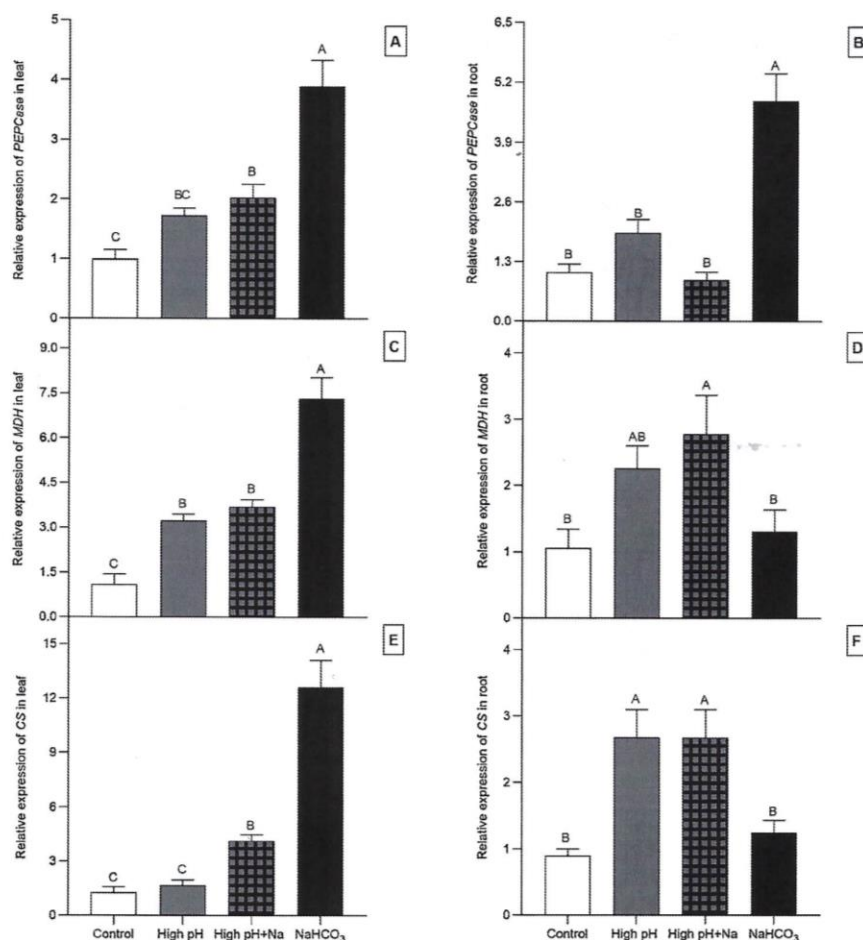 A
Relative expression of PEPCase in leaf
5
4
3
2
1
0
C
BC
B
A
B
Relative expression of PEPCase in root
6.5
5.2
3.9
2.6
1.3
0.0
B
B
B
A
C
Relative expression of MDH in leaf
9.0
7.5
6.0
4.5
3.0
1.5
0.0
C
B
B
A
D
Relative expression of MDH in root
4
3
2
1
0
B
AB
A
B
E
Relative expression of CS in leaf
15
12
9
6
3
0
C
C
B
A
Control High pH High pH+Na NaHCO₃
F
Relative expression of CS in root
4
3
2
1
0
B
A
A
B
Control High pH High pH+Na NaHCO₃